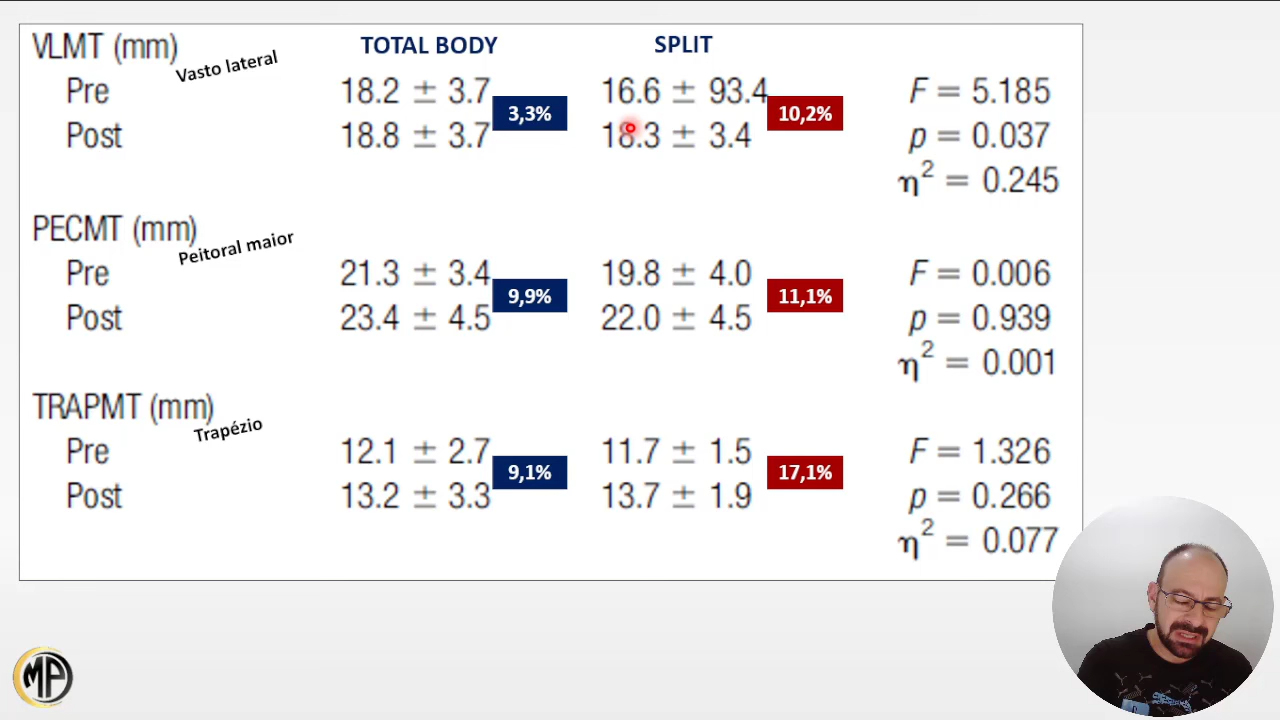 VLMT (mm) Vasto lateral TOTAL BODY SPLIT
Pre 18.2 ± 3.7 16.6 ± 93.4 F = 5.185
3,3% 10,2%
Post 18.8 ± 3.7 18.3 ± 3.4 p = 0.037
η² = 0.245
PECMT (mm) Peitoral maior
Pre 21.3 ± 3.4 19.8 ± 4.0 F = 0.006
9,9% 11,1%
Post 23.4 ± 4.5 22.0 ± 4.5 p = 0.939
η² = 0.001
TRAPMT (mm) Trapézio
Pre 12.1 ± 2.7 11.7 ± 1.5 F = 1.326
9,1% 17,1%
Post 13.2 ± 3.3 13.7 ± 1.9 p = 0.266
η² = 0.077
MP